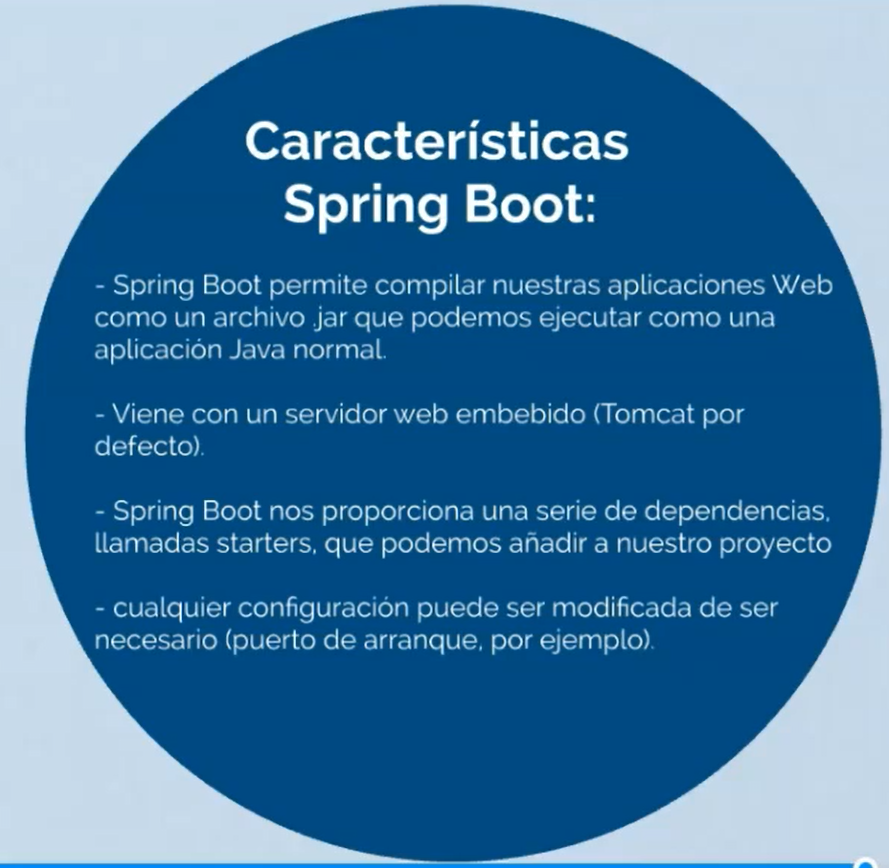 Características
Spring Boot:
- Spring Boot permite compilar nuestras aplicaciones Web
como un archivo .jar que podemos ejecutar como una
aplicación Java normal.
- Viene con un servidor web embebido (Tomcat por
defecto).
- Spring Boot nos proporciona una serie de dependencias,
llamadas starters, que podemos añadir a nuestro proyecto
- cualquier configuración puede ser modificada de ser
necesario (puerto de arranque, por ejemplo).